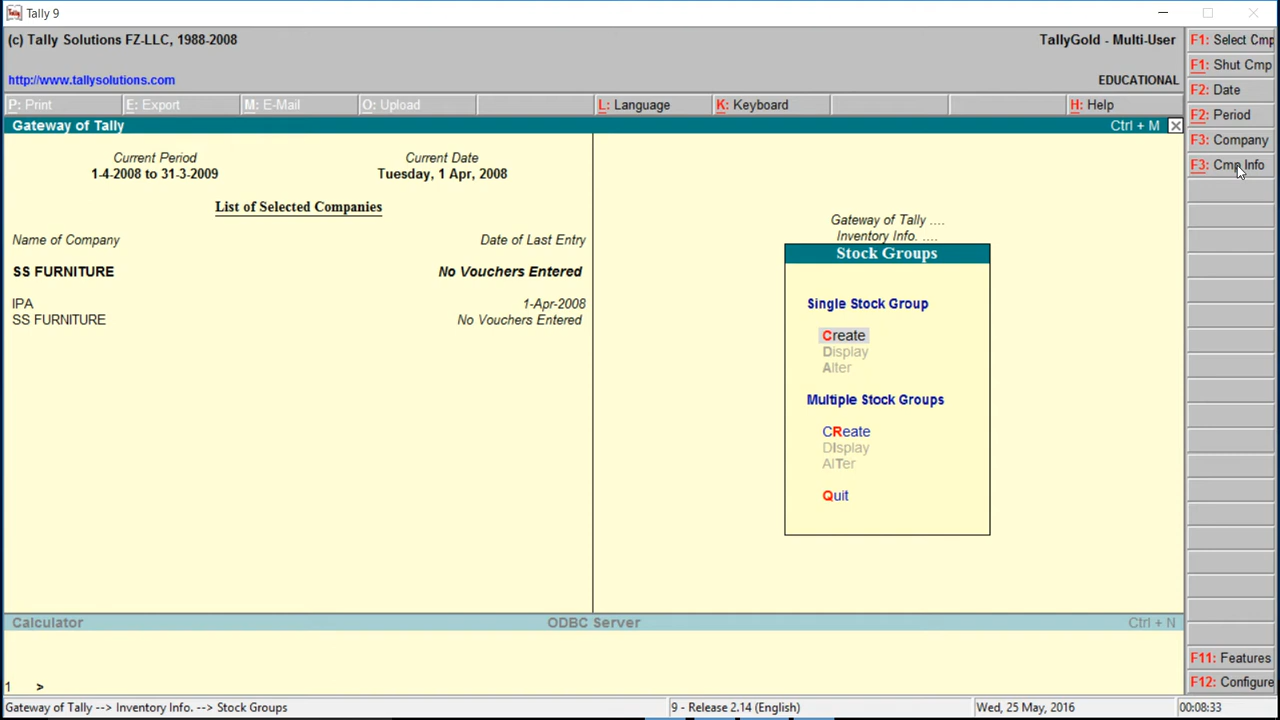 Tally 9
(c) Tally Solutions FZ-LLC, 1988-2008
TallyGold - Multi-User
http://www.tallysolutions.com
EDUCATIONAL
P: Print
E: Export
M: E-Mail
O: Upload
L: Language
K: Keyboard
H: Help
Gateway of Tally
Ctrl + M
Current Period
1-4-2008 to 31-3-2009
Current Date
Tuesday, 1 Apr, 2008
List of Selected Companies
Name of Company
Date of Last Entry
SS FURNITURE
No Vouchers Entered
IPA
1-Apr-2008
SS FURNITURE
No Vouchers Entered
Gateway of Tally ....
Inventory Info. ....
Stock Groups
Single Stock Group
Create
Display
Alter
Multiple Stock Groups
CReate
DIsplay
AlTer
Quit
F1: Select Cmp
F1: Shut Cmp
F2: Date
F2: Period
F3: Company
F3: Cmp Info
F11: Features
F12: Configure
Calculator
ODBC Server
Ctrl + N
1 >
Gateway of Tally --> Inventory Info. --> Stock Groups
9 - Release 2.14 (English)
Wed, 25 May, 2016
00:08:33